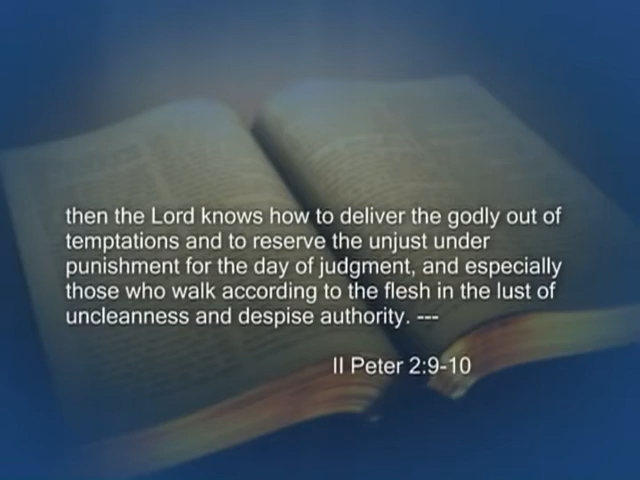 then the Lord knows how to deliver the godly out of
temptations and to reserve the unjust under
punishment for the day of judgment, and especially
those who walk according to the flesh in the lust of
uncleanness and despise authority. ---
II Peter 2:9-10